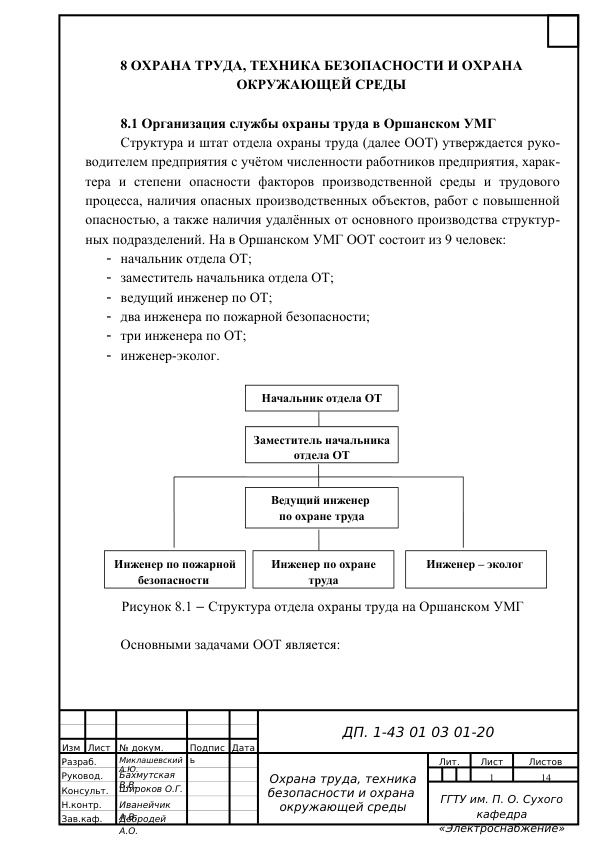 8 ОХРАНА ТРУДА, ТЕХНИКА БЕЗОПАСНОСТИ И ОХРАНА
ОКРУЖАЮЩЕЙ СРЕДЫ
8.1 Организация службы охраны труда в Оршанском УМГ
Структура и штат отдела охраны труда (далее ООТ) утверждается руко-
водителем предприятия с учётом численности работников предприятия, харак-
тера и степени опасности факторов производственной среды и трудового
процесса, наличия опасных производственных объектов, работ с повышенной
опасностью, а также наличия удалённых от основного производства структур-
ных подразделений. На в Оршанском УМГ ООТ состоит из 9 человек:
- начальник отдела ОТ;
- заместитель начальника отдела ОТ;
- ведущий инженер по ОТ;
- два инженера по пожарной безопасности;
- три инженера по ОТ;
- инженер-эколог.
Начальник отдела ОТ
Заместитель начальника
отдела ОТ
Ведущий инженер
по охране труда
Инженер по пожарной
безопасности
Инженер по охране
труда
Инженер – эколог
Рисунок 8.1 – Структура отдела охраны труда на Оршанском УМГ
Основными задачами ООТ является:
ДП. 1-43 01 03 01-20
Изм Лист № докум. Подпис
ь
Дата
Разраб. Миклашевский
А.Ю.
Руковод. Бахмутская
В.В.
Консульт. Широков О.Г.
Н.контр. Иванейчик
А.В.
Зав.каф. Добродей
А.О.
Охрана труда, техника
безопасности и охрана
окружающей среды
Лит. Лист Листов
1 14
ГГТУ им. П. О. Сухого
кафедра
«Электроснабжение»